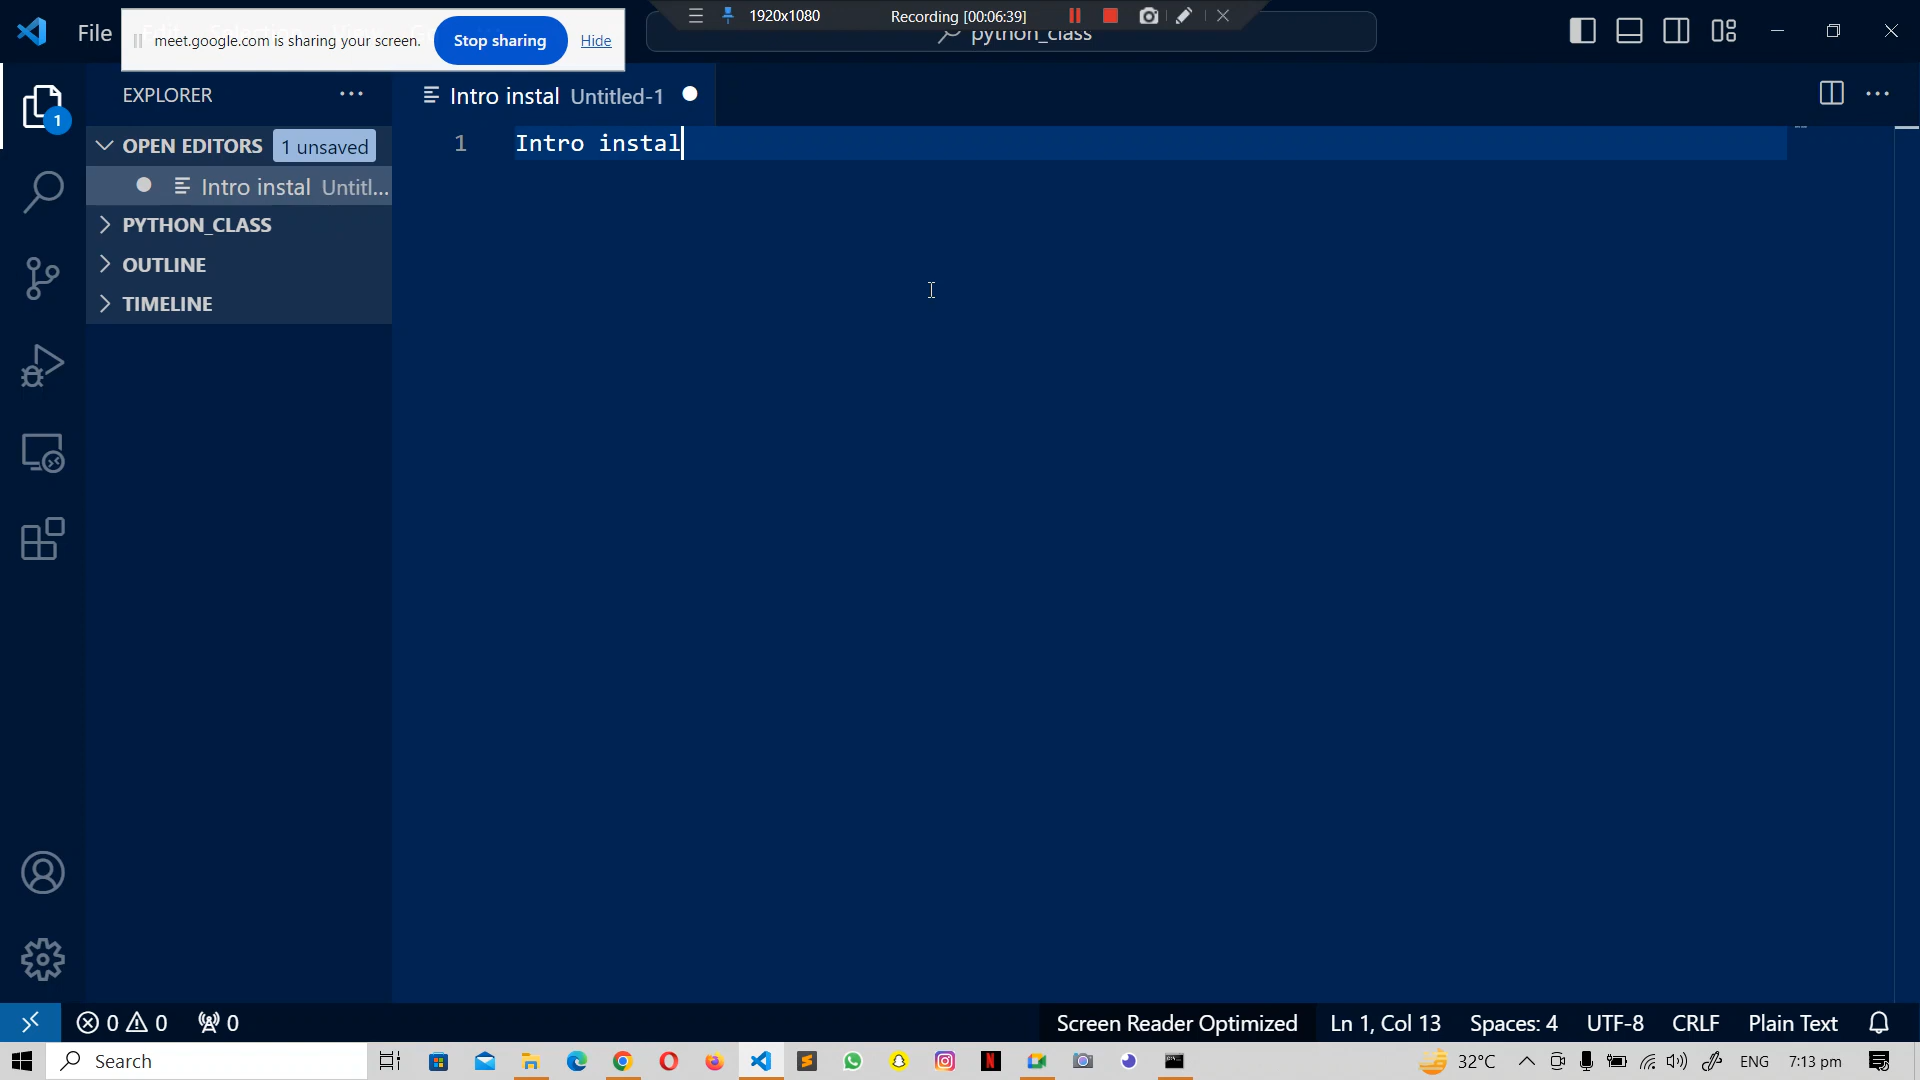 1920x1080
Recording [00:06:39]
File
meet.google.com is sharing your screen.
Stop sharing
Hide
python_class
EXPLORER
Intro instal Untitled-1
1
OPEN EDITORS
1 unsaved
1 Intro instal
Intro instal Untitl...
PYTHON_CLASS
OUTLINE
TIMELINE
0 0 0
Screen Reader Optimized
Ln 1, Col 13
Spaces: 4
UTF-8
CRLF
Plain Text
Search
32°C
ENG
7:13 pm